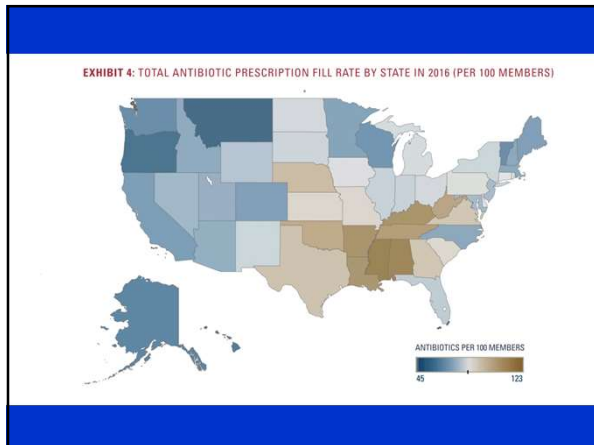 EXHIBIT 4: TOTAL ANTIBIOTIC PRESCRIPTION FILL RATE BY STATE IN 2016 (PER 100 MEMBERS)
ANTIBIOTICS PER 100 MEMBERS
45 123